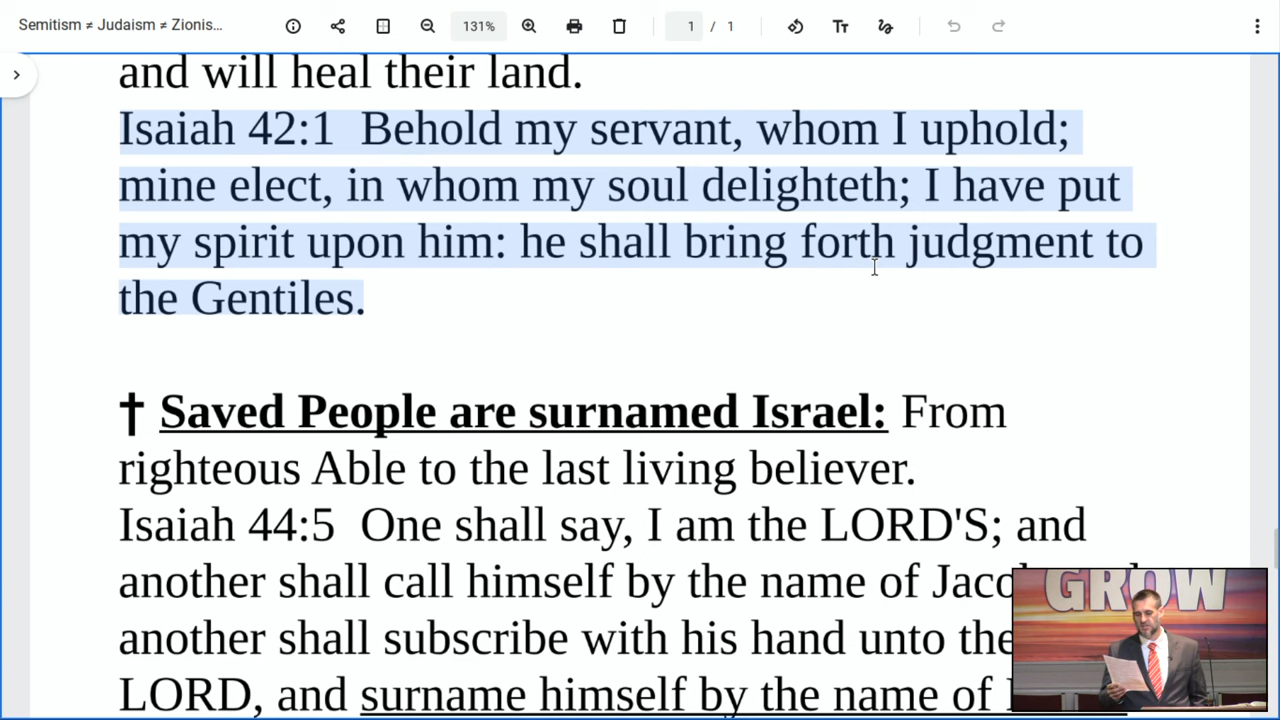 Semitism ≠ Judaism ≠ Zionis...
131%
1 / 1
and will heal their land.
Isaiah 42:1 Behold my servant, whom I uphold;
mine elect, in whom my soul delighteth; I have put
my spirit upon him: he shall bring forth judgment to
the Gentiles.
† Saved People are surnamed Israel: From
righteous Able to the last living believer.
Isaiah 44:5 One shall say, I am the LORD'S; and
another shall call himself by the name of
another shall subscribe with his hand unto the
LORD, and surname himself by the name of
GROW